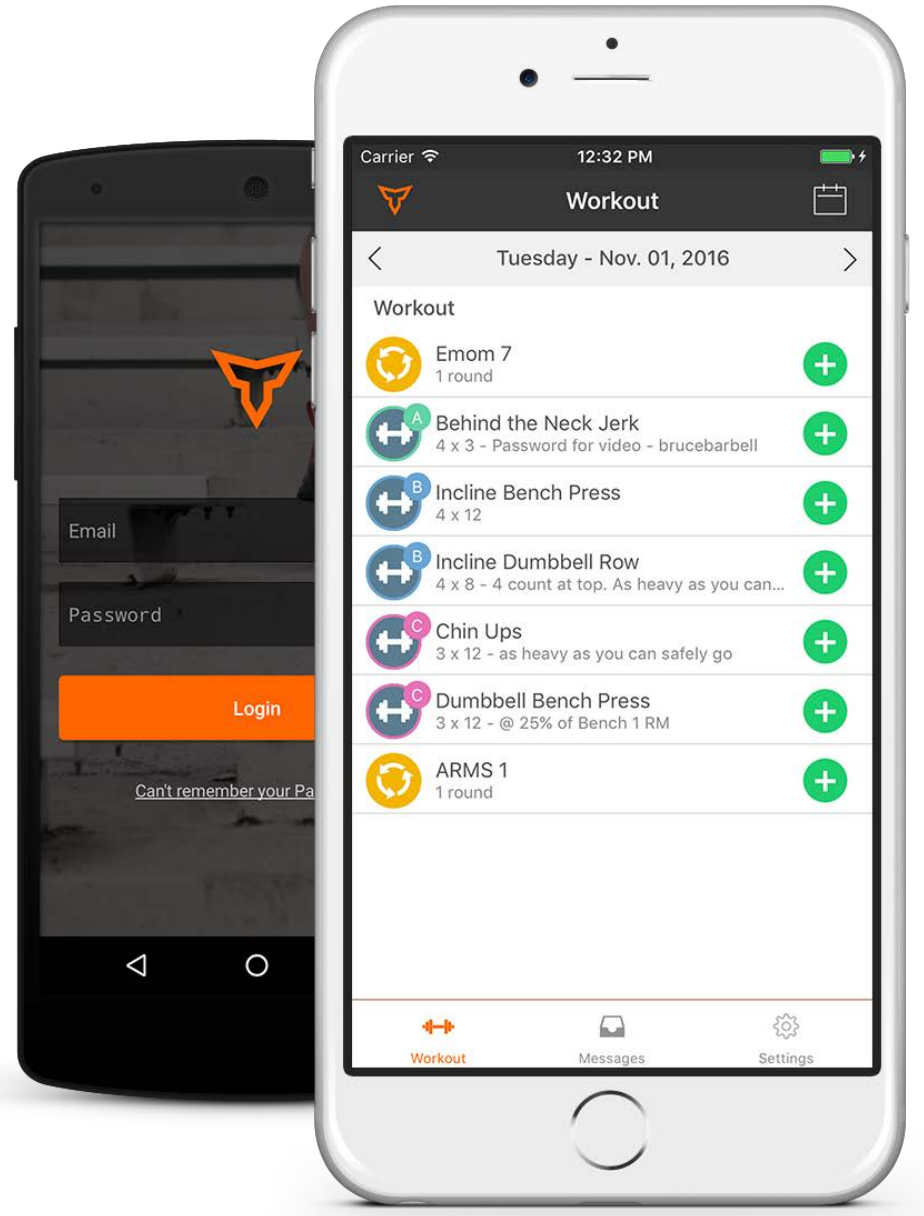 Email
Password
Login
Can't remember your Pa
Carrier
12:32 PM
Workout
Tuesday - Nov. 01, 2016
Workout
Emom 7
1 round
A
Behind the Neck Jerk
4 x 3 - Password for video - brucebarbell
B
Incline Bench Press
4 x 12
B
Incline Dumbbell Row
4 x 8 - 4 count at top. As heavy as you can...
C
Chin Ups
3 x 12 - as heavy as you can safely go
C
Dumbbell Bench Press
3 x 12 - @ 25% of Bench 1 RM
ARMS 1
1 round
Workout
Messages
Settings